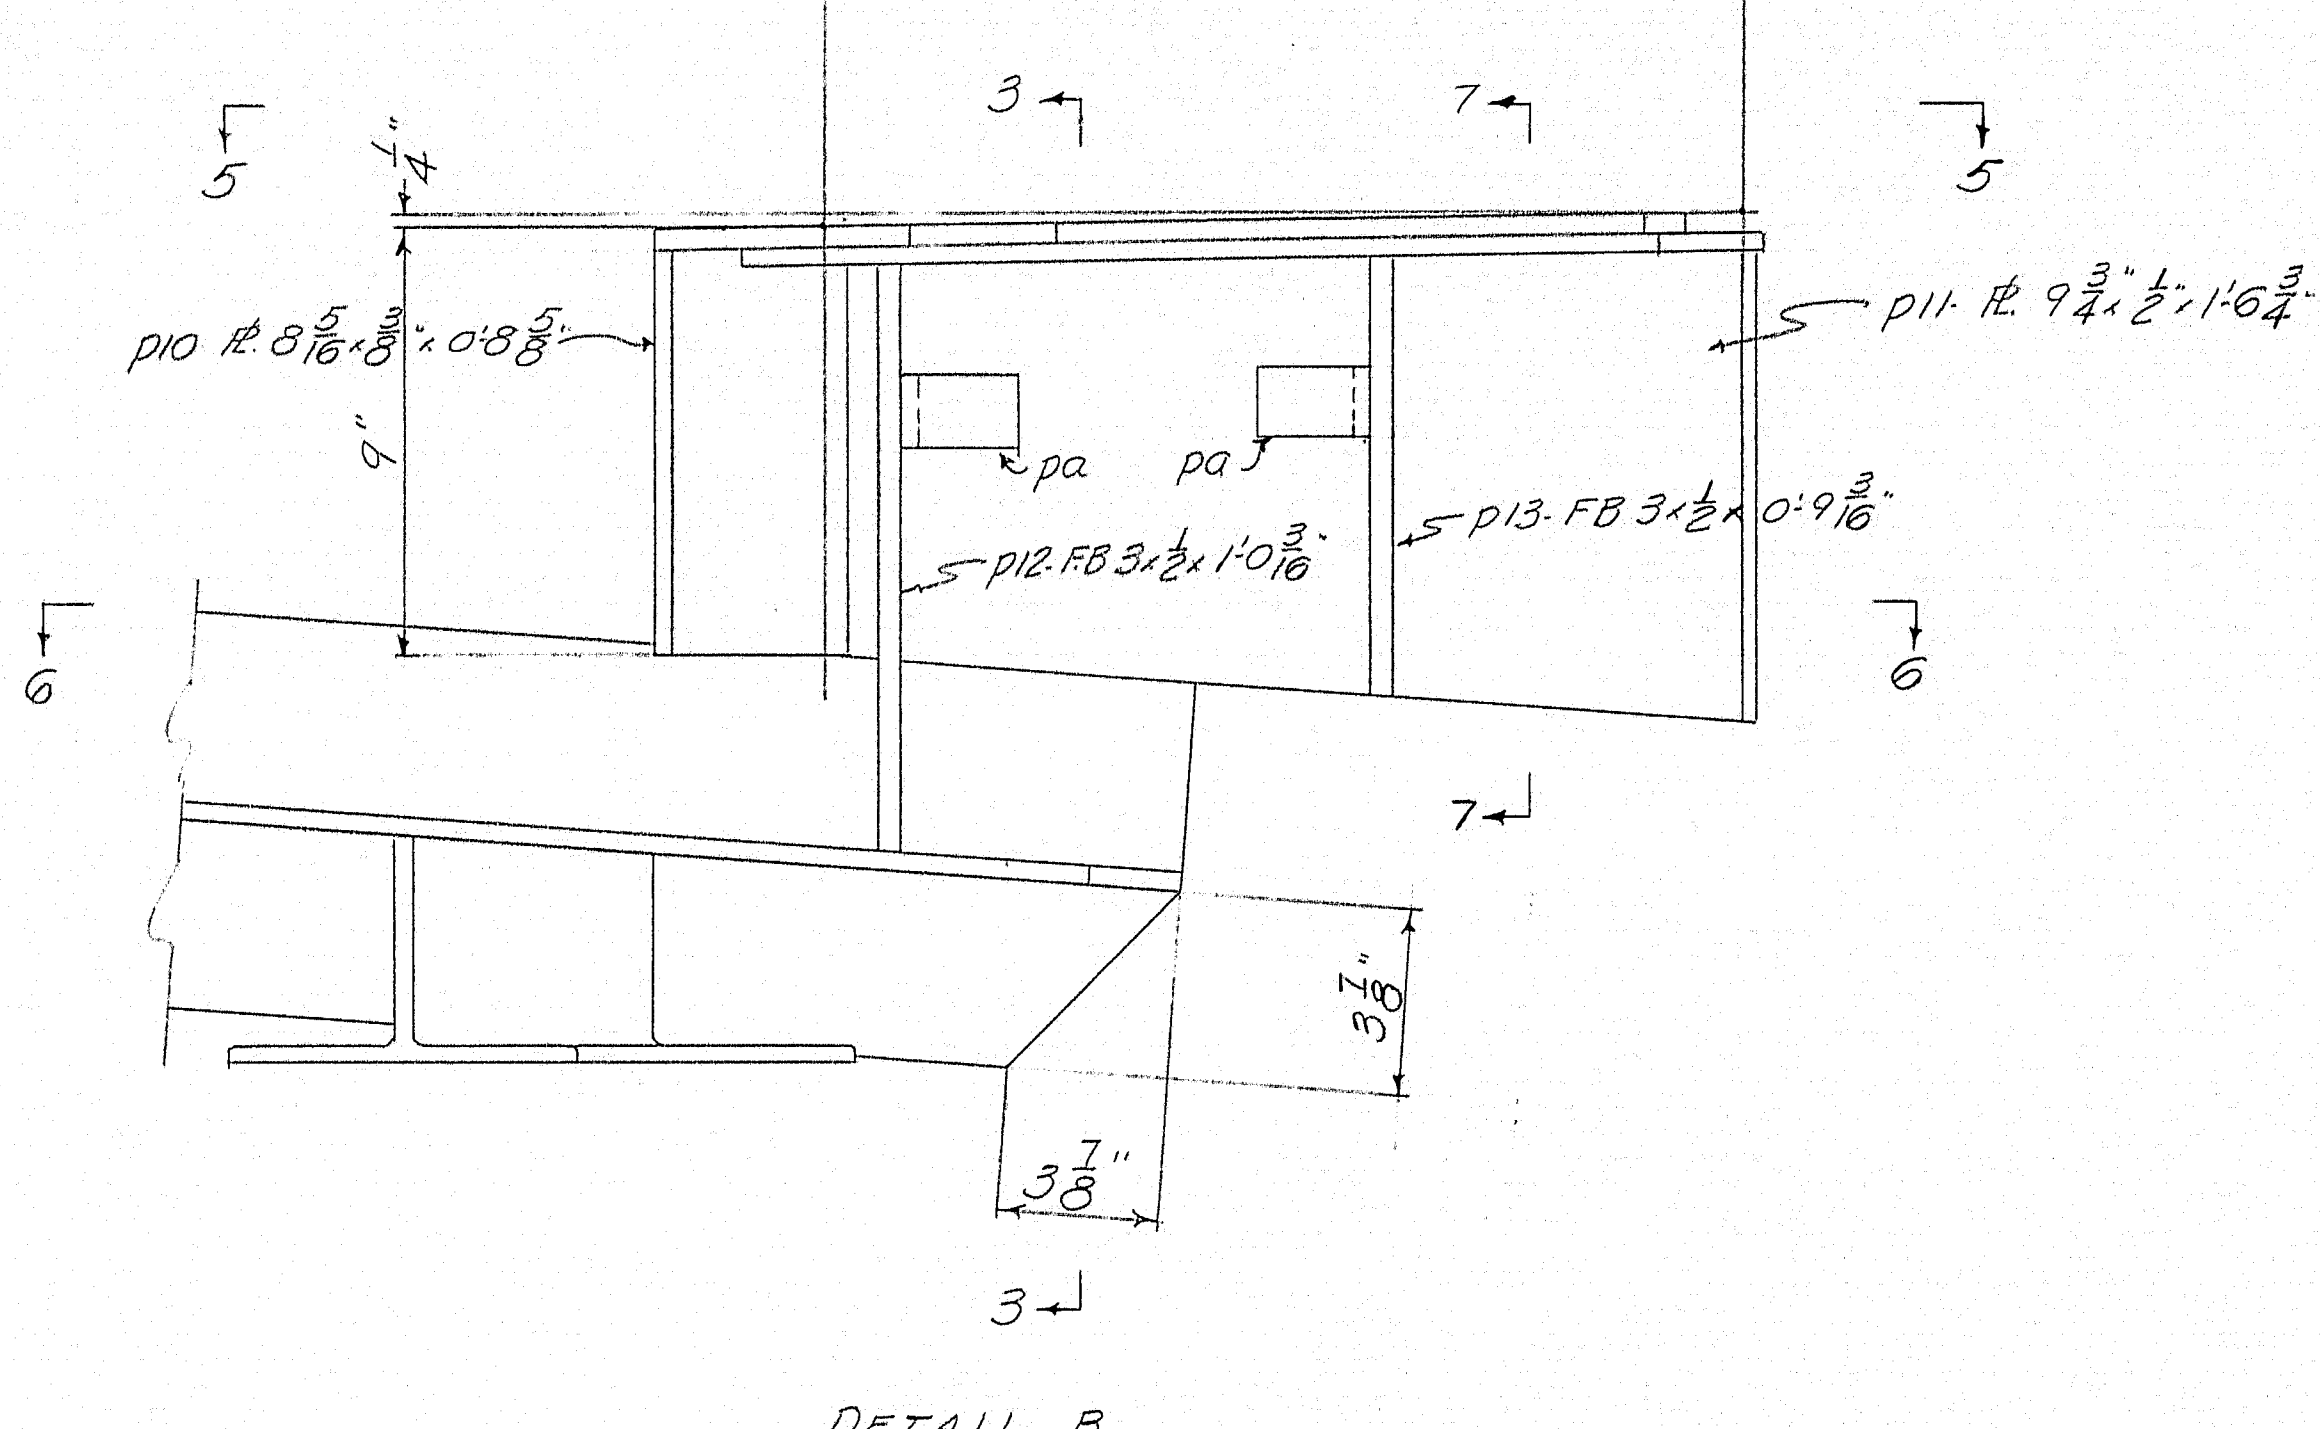 3 7
5 5
1/4"
p10 PL. 8 5/16 x 3/8" x 0'-8 5/8"
p11- PL. 9 3/4" x 1/2" x 1'-6 3/4"
9"
pa pa
p13- FB 3 x 1/2 x 0'-9 3/16"
p12- FB 3 x 1/2 x 1'-0 3/16"
6 6
7
3 7/8"
3 7/8"
3
DETAIL B